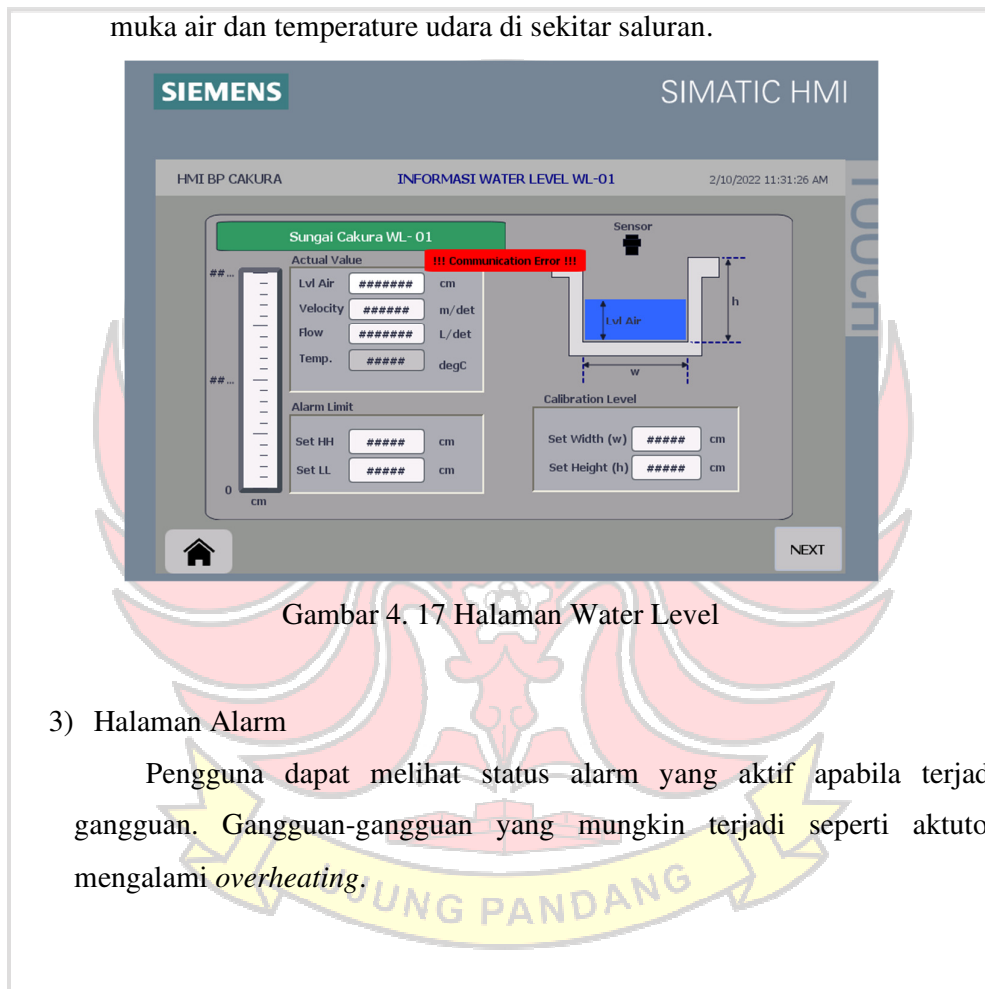 muka air dan temperature udara di sekitar saluran.
SIEMENS
SIMATIC HMI
TOUCH
HMI BP CAKURA
INFORMASI WATER LEVEL WL-01
2/10/2022 11:31:26 AM
Sungai Cakura WL- 01
!!! Communication Error !!!
Sensor
Actual Value
##...
Lvl Air ####### cm
Velocity ###### m/det
Flow ####### L/det
Temp. ##### degC
##...
Lvl Air
h
w
Alarm Limit
Set HH ##### cm
Set LL ##### cm
0
cm
Calibration Level
Set Width (w) ##### cm
Set Height (h) ##### cm
NEXT
Gambar 4. 17 Halaman Water Level
3) Halaman Alarm
Pengguna dapat melihat status alarm yang aktif apabila terjad
gangguan. Gangguan-gangguan yang mungkin terjadi seperti aktuto
mengalami overheating.
UJUNG PANDANG